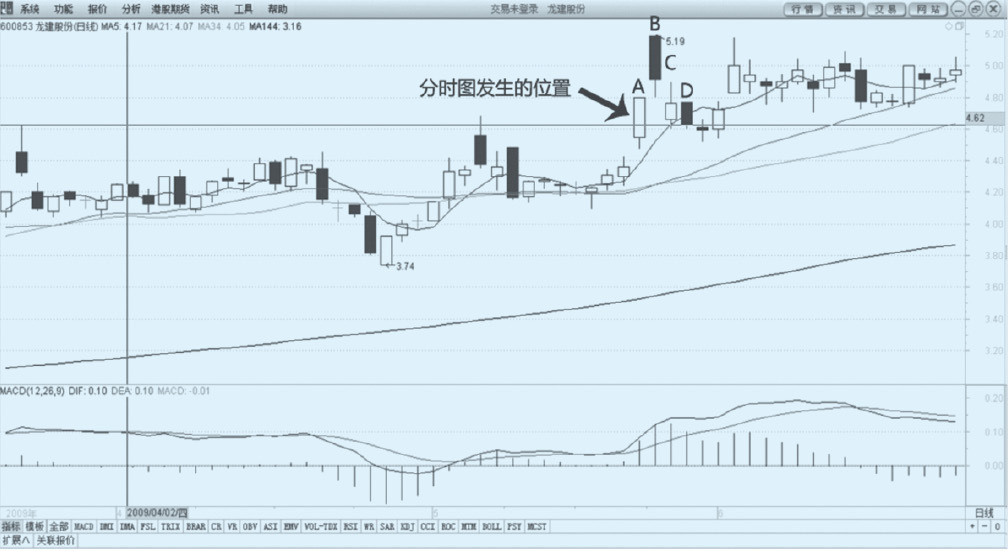 系统 功能 报价 分析 港股期货 资讯 工具 帮助 交易未登录 龙建股份 行情 资讯 交易 网站
600853 龙建股份(日线) MA5: 4.17 MA21: 4.07 MA34: 4.05 MA144: 3.16
B
5.20
5.19
C
5.00
分时图发生的位置
A
D
4.80
4.62
4.60
4.40
4.20
4.00
3.74
3.80
3.60
3.40
3.20
MACD(12,26,9) DIF: 0.10 DEA: 0.10 MACD: -0.01
0.20
0.10
0.00
2009年 4 2009/04/02/四 5 6 日线
指标 模板 全部 MACD DMI DMA FSL TRIX BRAR CR VR OBV ASI EMV VOL-TDX RSI WR SAR KDJ CCI ROC MTM BOLL PSY MCST + - 0
扩展∧ 关联报价